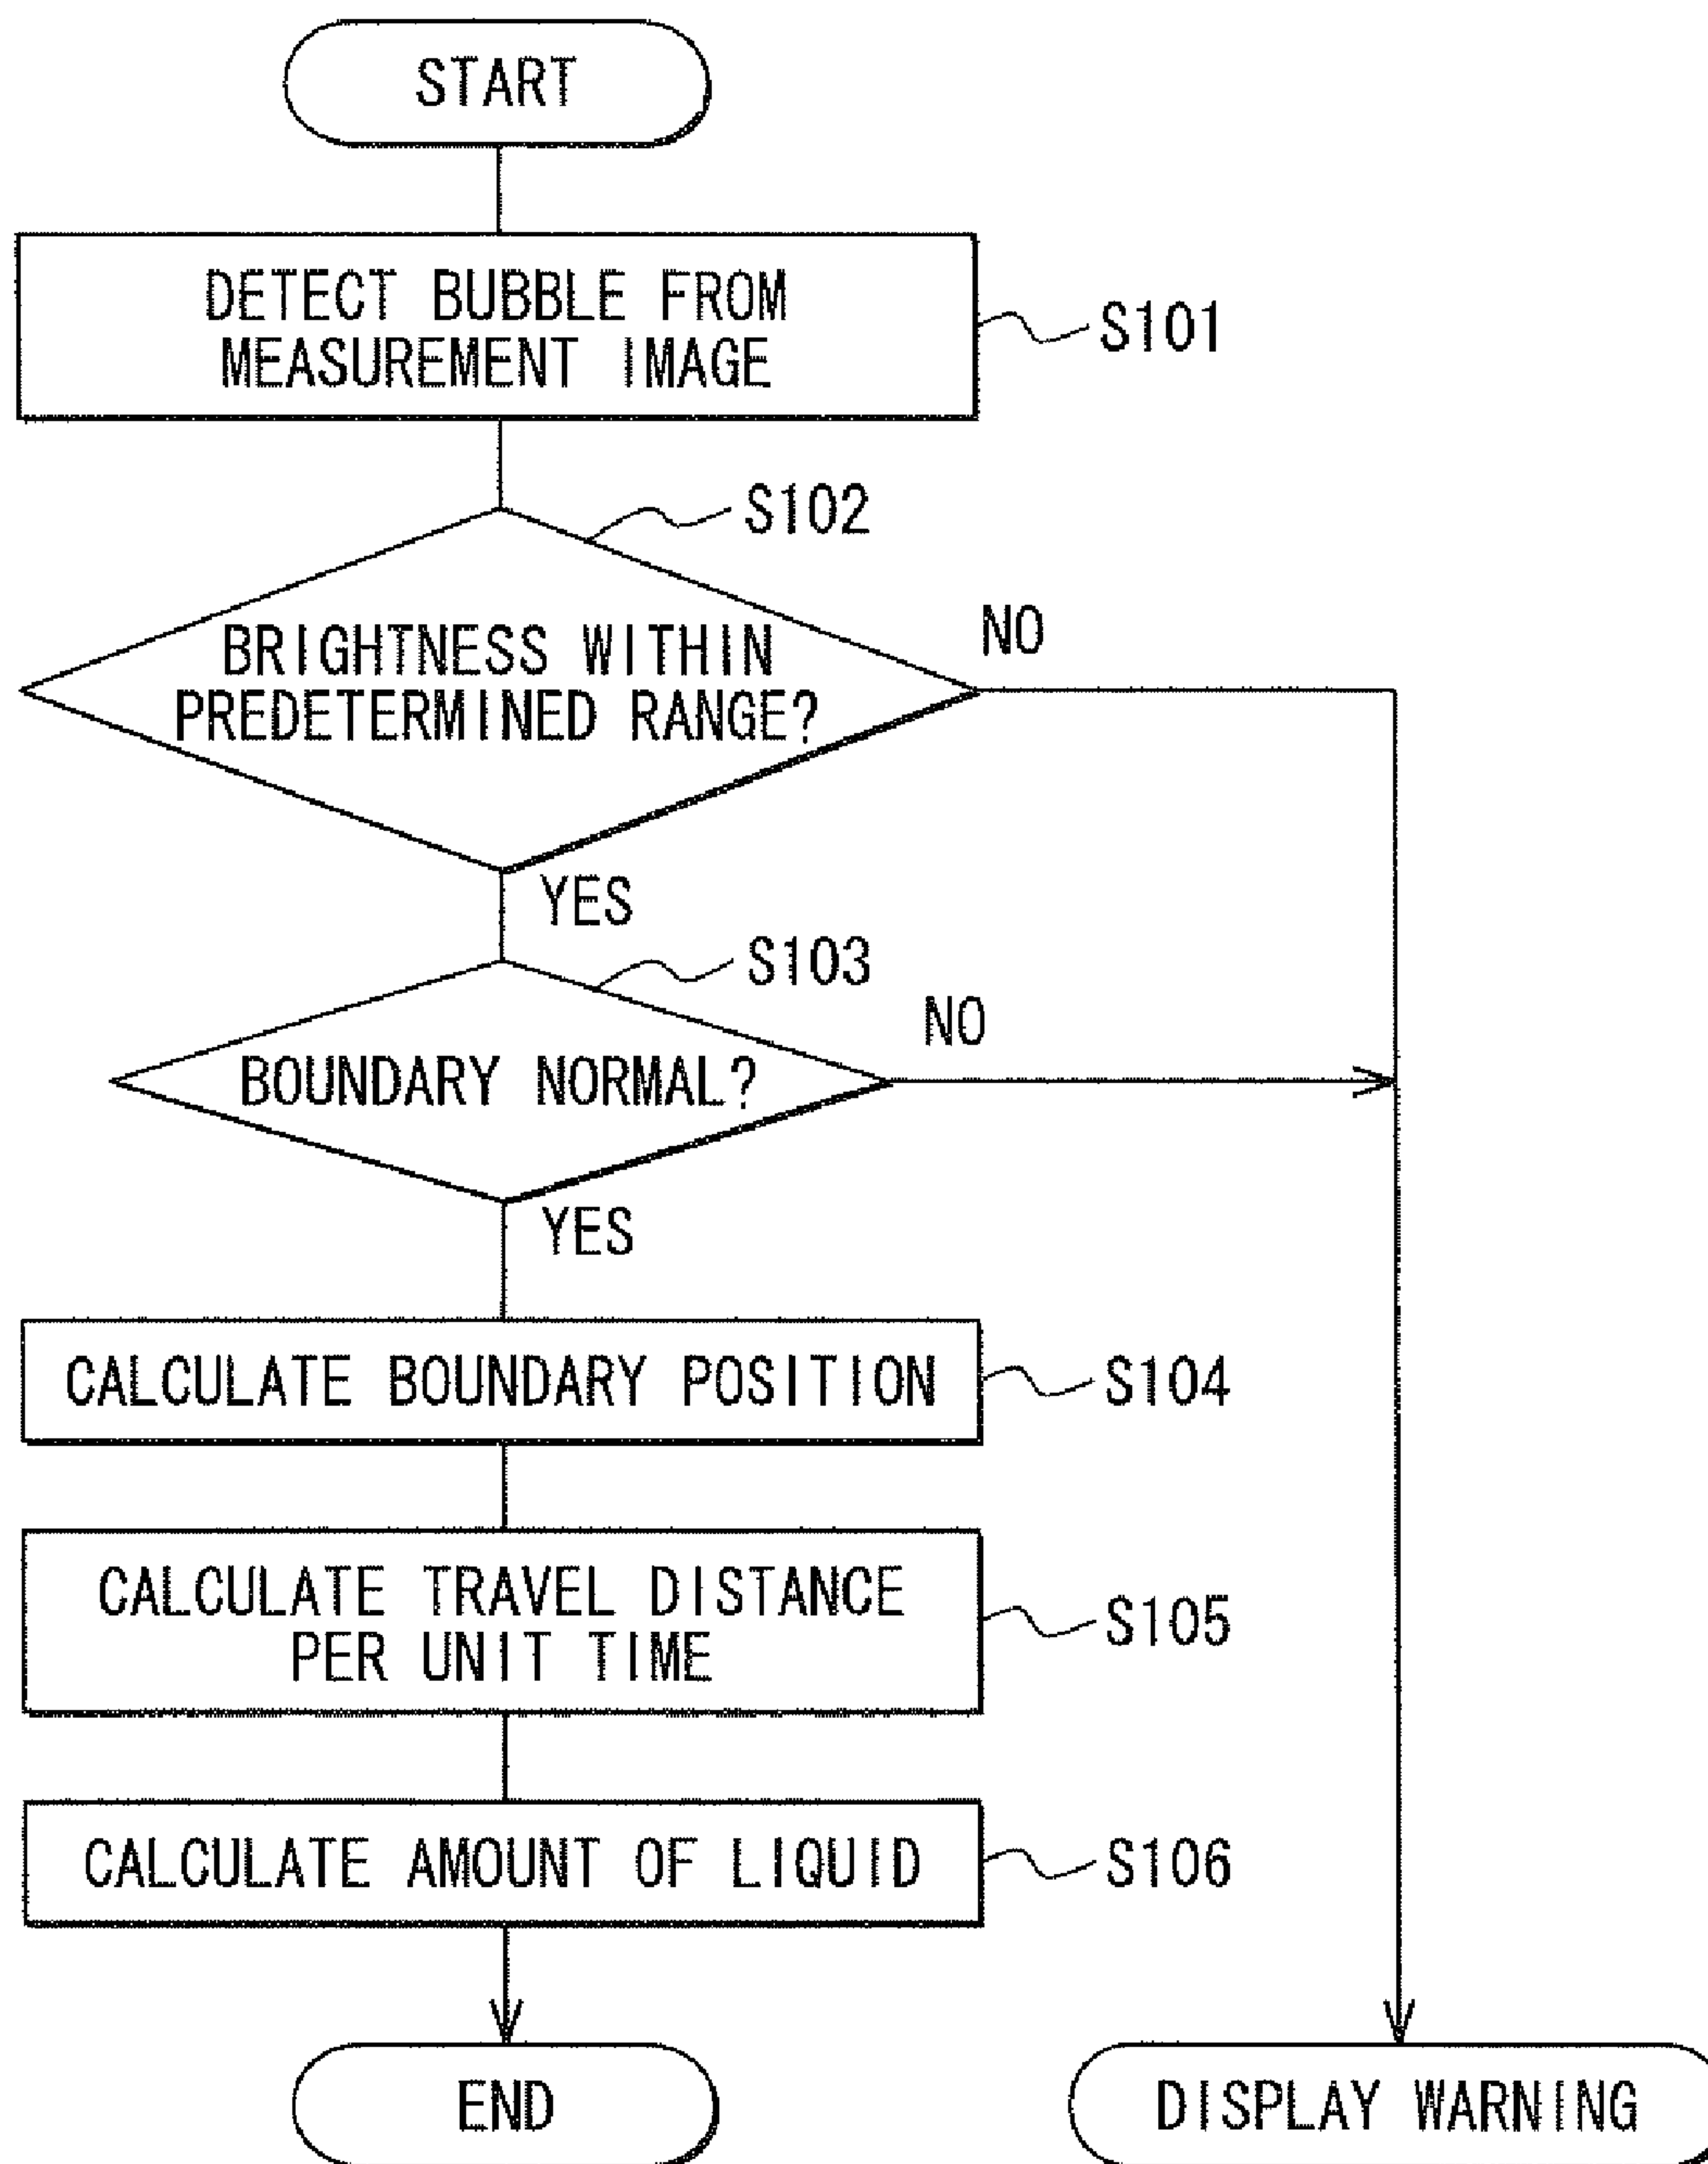 START
DETECT BUBBLE FROM
MEASUREMENT IMAGE
S101
S102
BRIGHTNESS WITHIN
PREDETERMINED RANGE?
NO
YES
S103
BOUNDARY NORMAL?
NO
YES
CALCULATE BOUNDARY POSITION
S104
CALCULATE TRAVEL DISTANCE
PER UNIT TIME
S105
CALCULATE AMOUNT OF LIQUID
S106
END
DISPLAY WARNING